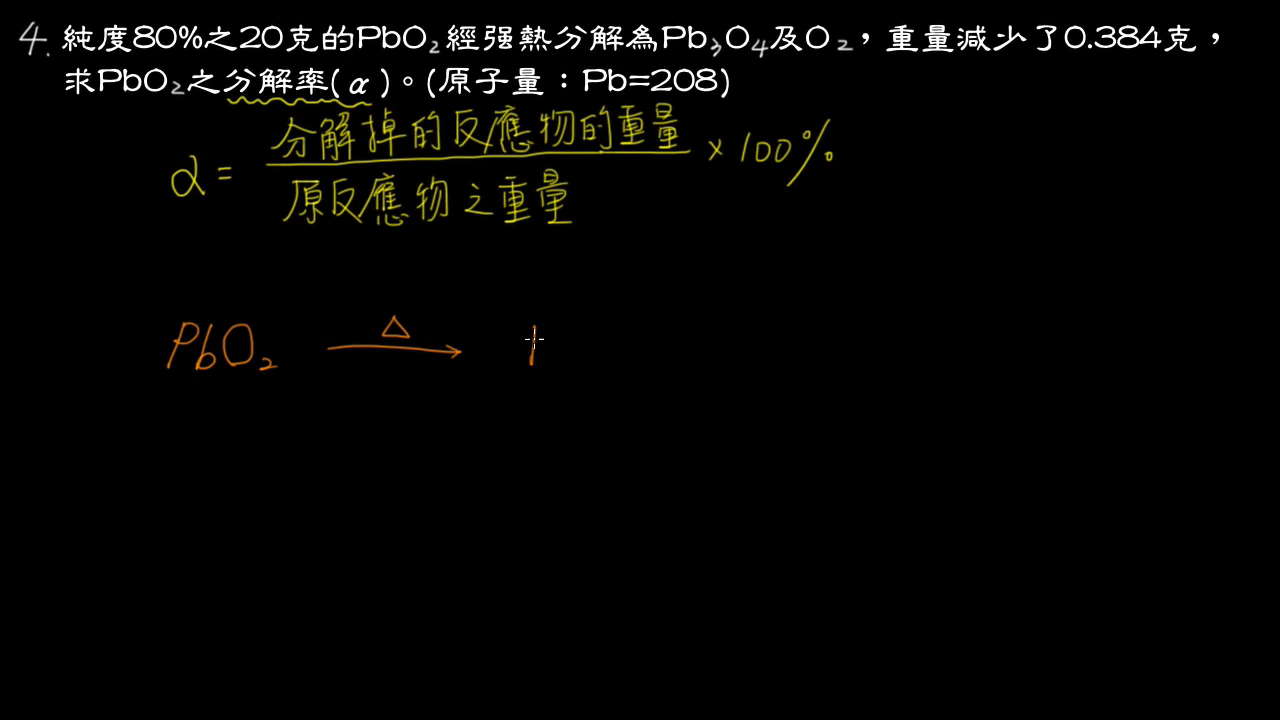 4. 純度80%之20克的PbO₂經强熱分解為Pb₃O₄及O₂，重量減少了0.384克，
求PbO₂之分解率(α)。(原子量：Pb=208)
α = 分解掉的反應物的重量 / 原反應物之重量 × 100%
PbO₂ →(△)